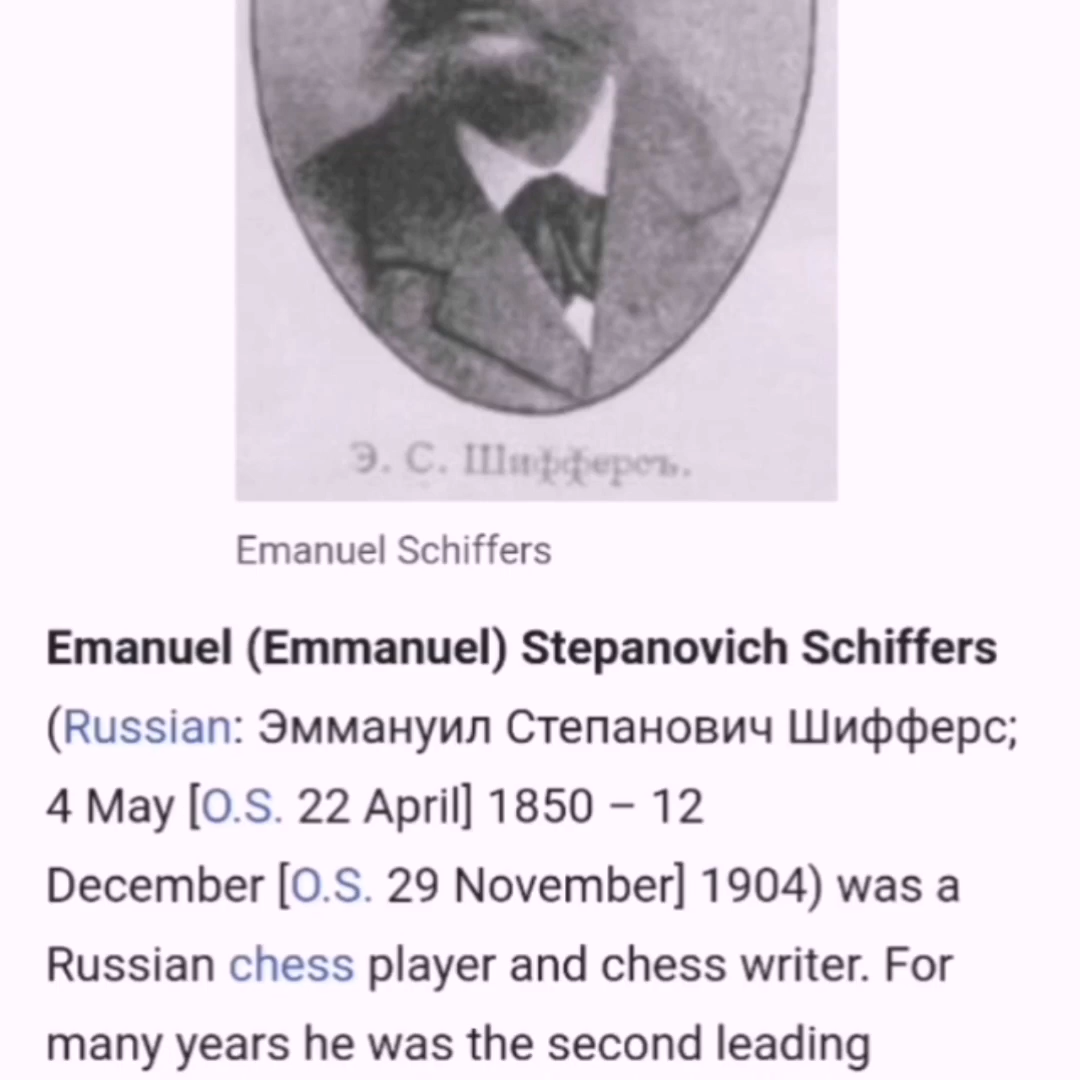 Э. С. Шифферсъ.
Emanuel Schiffers
Emanuel (Emmanuel) Stepanovich Schiffers
(Russian: Эммануил Степанович Шифферс;
4 May [O.S. 22 April] 1850 – 12
December [O.S. 29 November] 1904) was a
Russian chess player and chess writer. For
many years he was the second leading